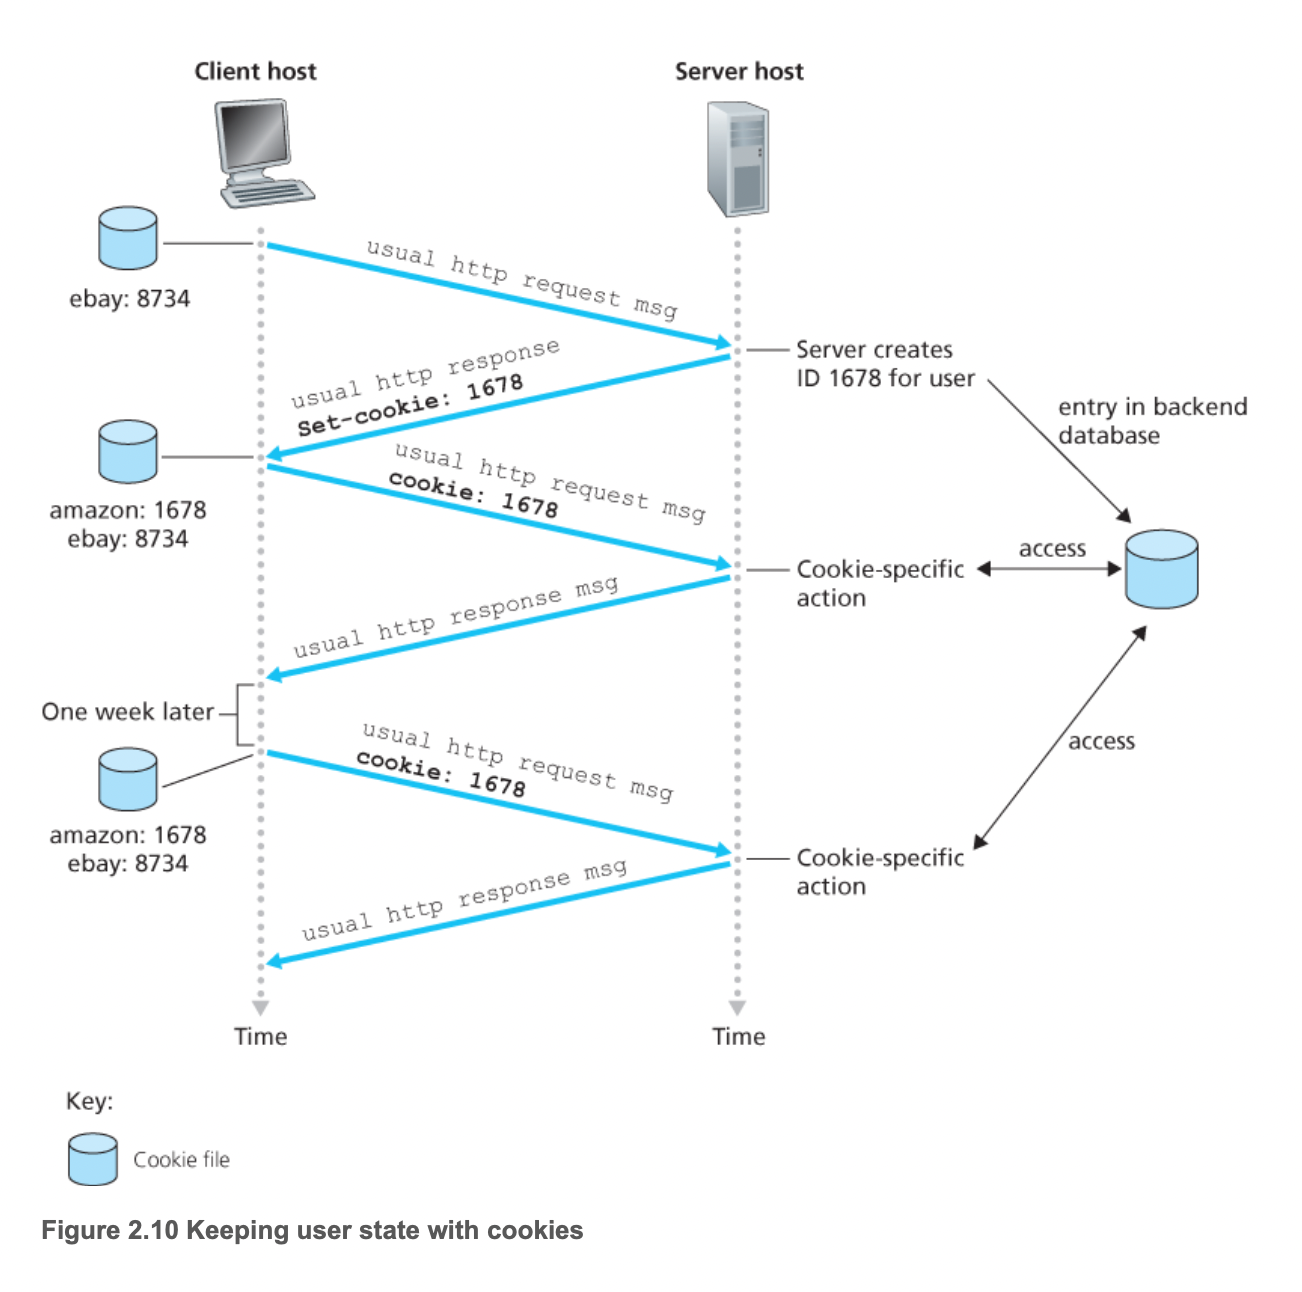 Client host
Server host
usual http request msg
ebay: 8734
Server creates
ID 1678 for user
usual http response
Set-cookie: 1678
entry in backend
database
usual http request msg
cookie: 1678
amazon: 1678
ebay: 8734
access
Cookie-specific
action
usual http response msg
One week later
usual http request msg
cookie: 1678
access
amazon: 1678
ebay: 8734
Cookie-specific
action
usual http response msg
Time
Time
Key:
Cookie file
Figure 2.10 Keeping user state with cookies